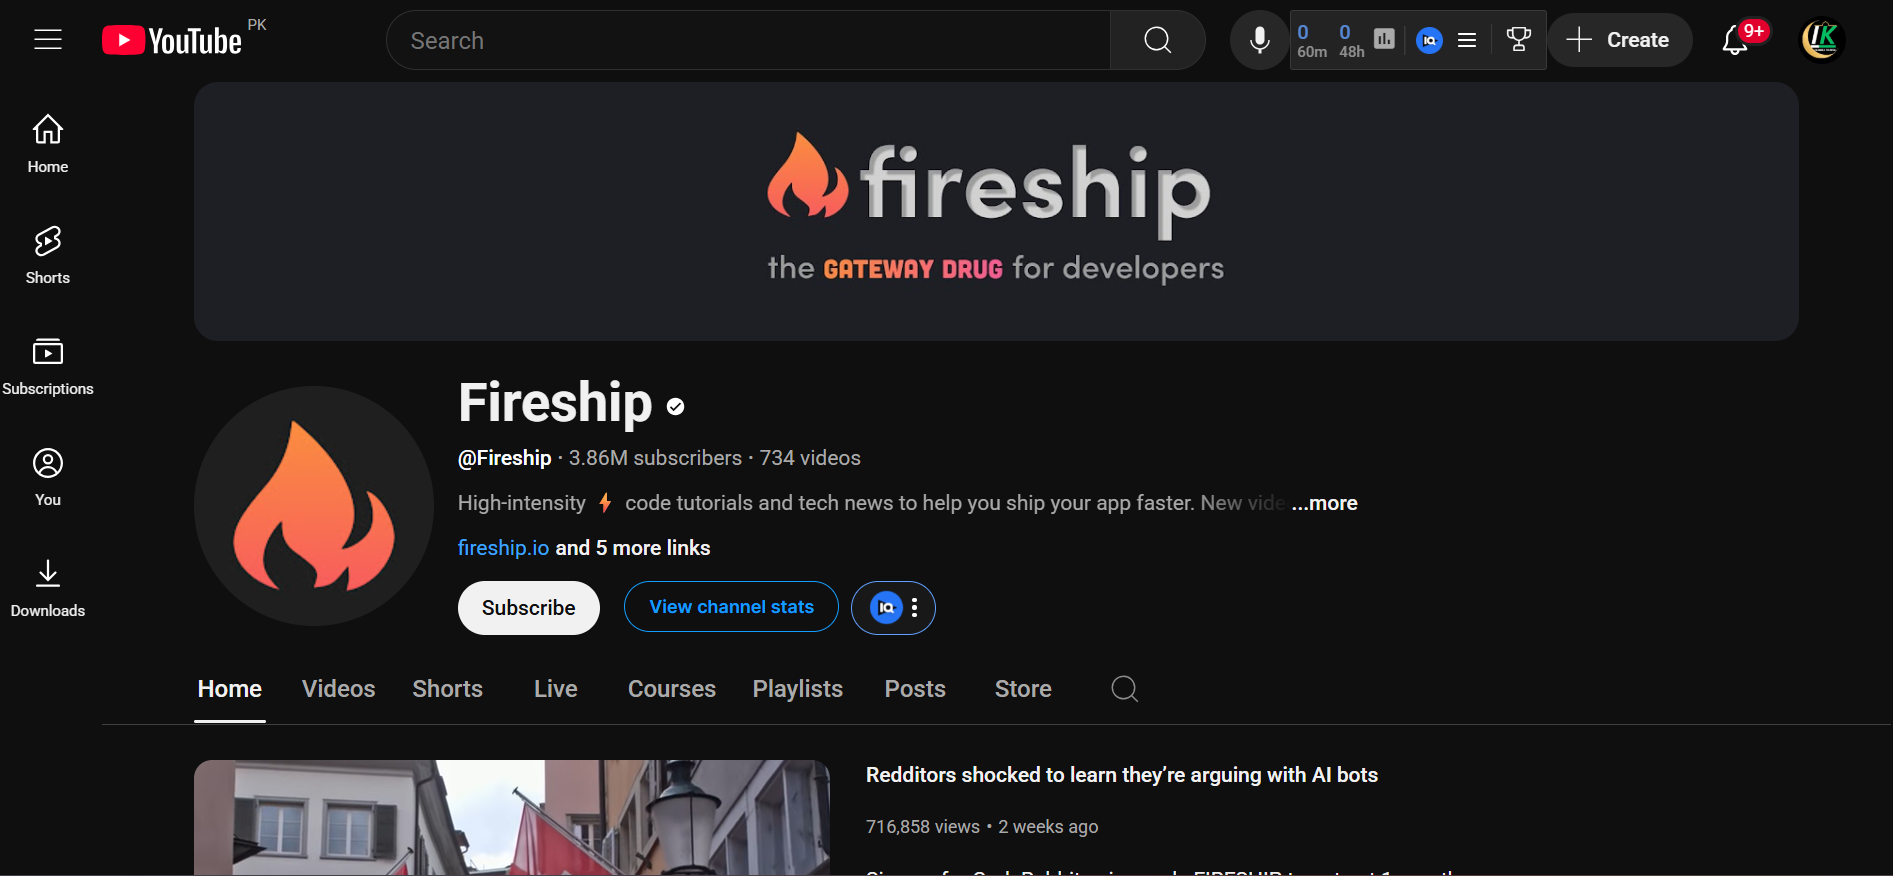 YouTube PK
Search
0 0
60m 48h
IQ
Create
9+
IK
Home
Shorts
Subscriptions
You
Downloads
fireship
the GATEWAY DRUG for developers
Fireship
@Fireship · 3.86M subscribers · 734 videos
High-intensity ⚡ code tutorials and tech news to help you ship your app faster. New vide ...more
fireship.io and 5 more links
Subscribe View channel stats IQ
Home Videos Shorts Live Courses Playlists Posts Store
Redditors shocked to learn they’re arguing with AI bots
716,858 views • 2 weeks ago